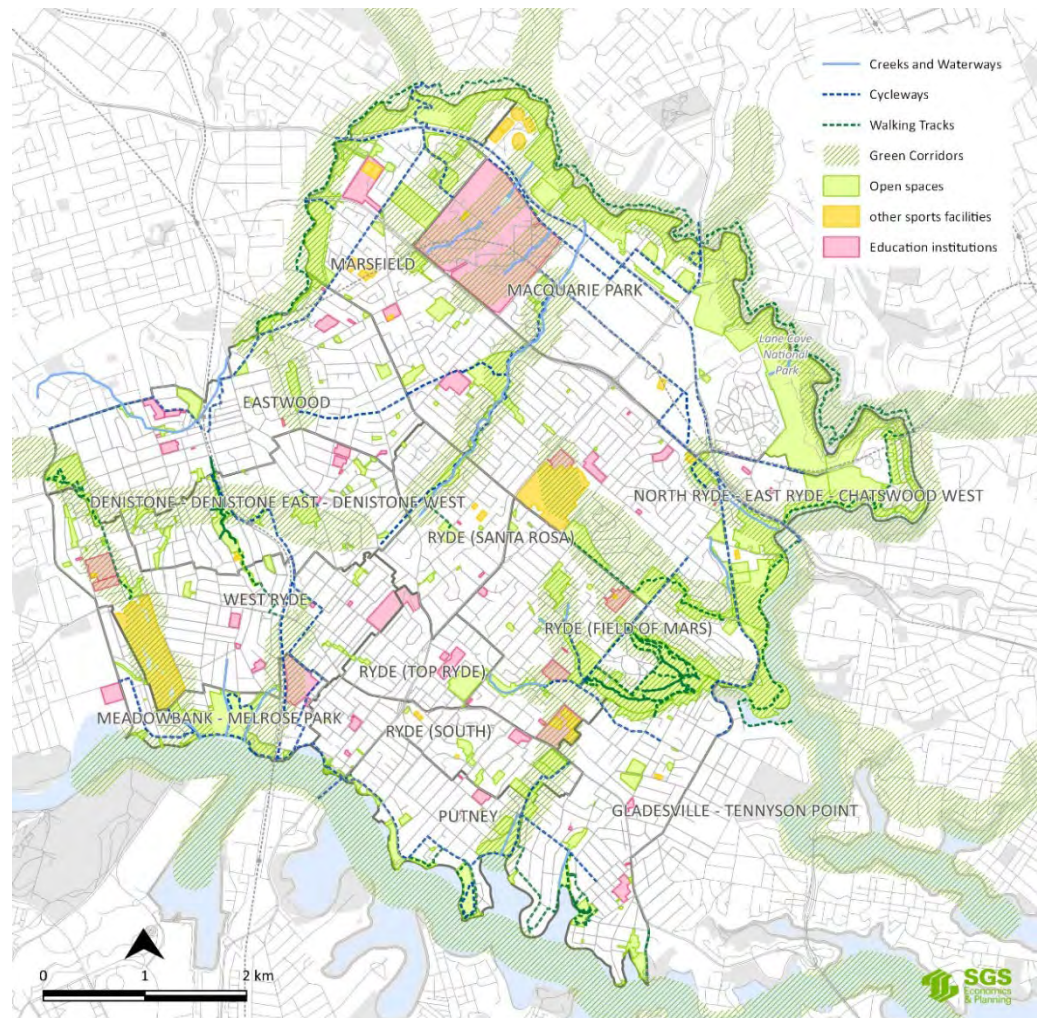 Creeks and Waterways
Cycleways
Walking Tracks
Green Corridors
Open spaces
other sports facilities
Education institutions
MARSFIELD
MACQUARIE PARK
Lane Cove
National
Park
EASTWOOD
DENISTONE - DENISTONE EAST - DENISTONE WEST
NORTH RYDE - EAST RYDE - CHATSWOOD WEST
RYDE (SANTA ROSA)
WEST RYDE
RYDE (FIELD OF MARS)
RYDE (TOP RYDE)
MEADOWBANK - MELROSE PARK
RYDE (SOUTH)
PUTNEY
GLADESVILLE - TENNYSON POINT
0 1 2 km
SGS
Economics
& Planning